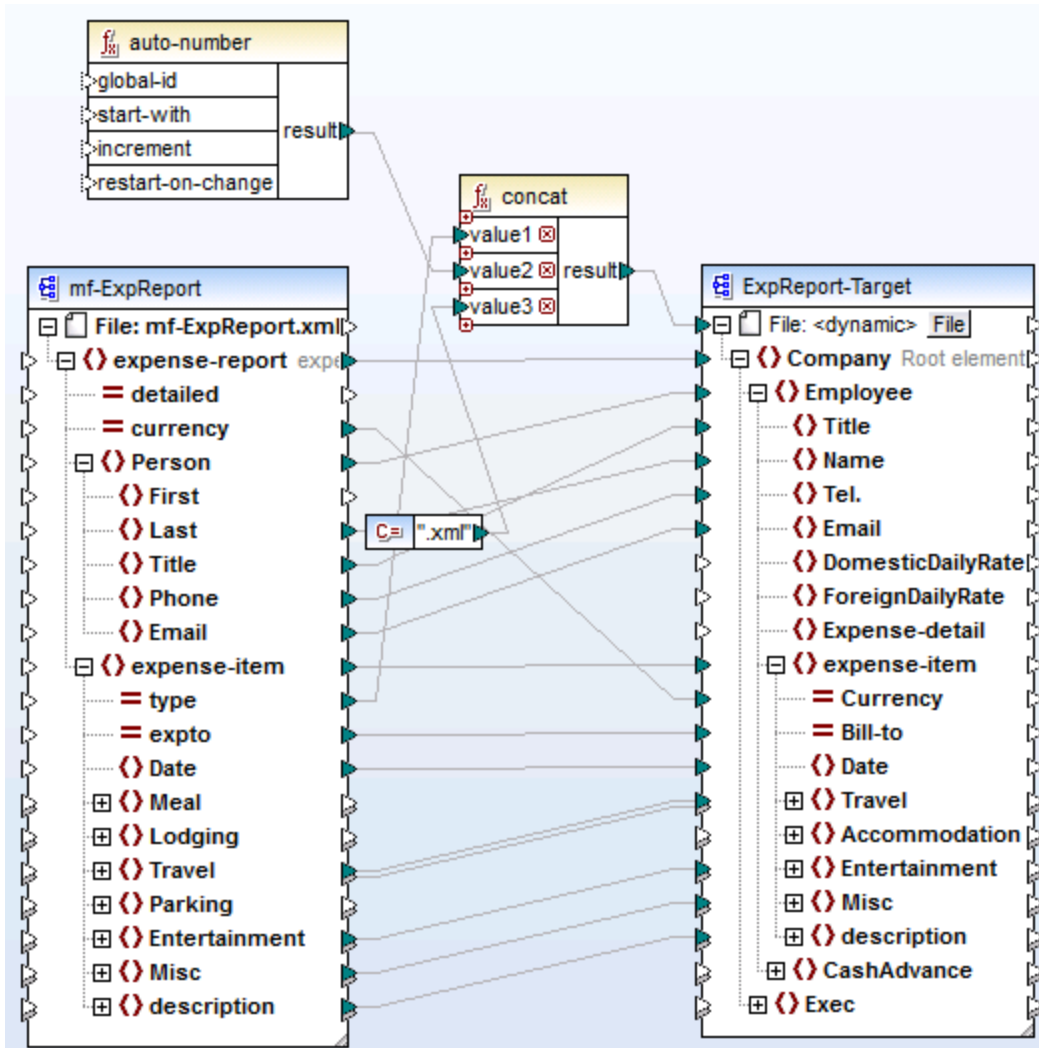 auto-number
global-id
start-with
increment
restart-on-change
result
concat
value1
value2
value3
result
mf-ExpReport
File: mf-ExpReport.xml
expense-report expe
detailed
currency
Person
First
Last
Title
Phone
Email
expense-item
type
expto
Date
Meal
Lodging
Travel
Parking
Entertainment
Misc
description
C= ".xml"
ExpReport-Target
File: <dynamic> File
Company Root element
Employee
Title
Name
Tel.
Email
DomesticDailyRate
ForeignDailyRate
Expense-detail
expense-item
Currency
Bill-to
Date
Travel
Accommodation
Entertainment
Misc
description
CashAdvance
Exec